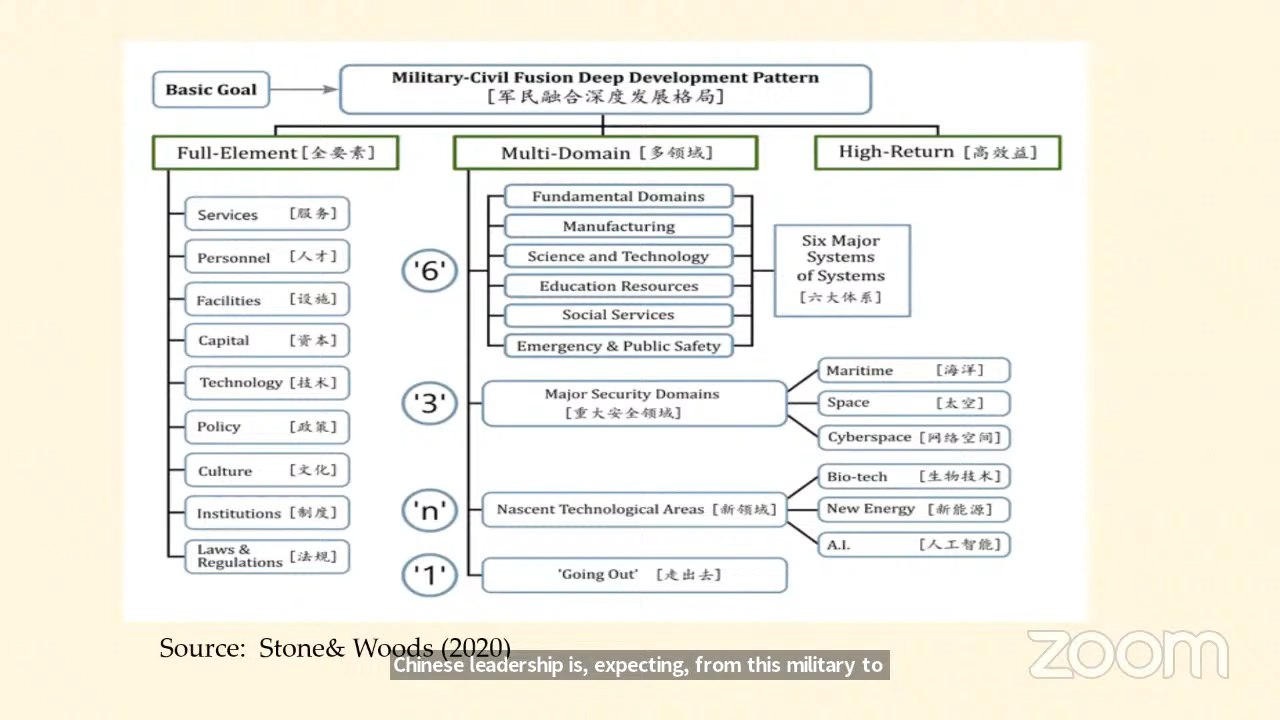 Basic Goal
Military-Civil Fusion Deep Development Pattern
[军民融合深度发展格局]
Full-Element [全要素]
Multi-Domain [多领域]
High-Return [高效益]
Services [服务]
Personnel [人才]
Facilities [设施]
Capital [资本]
Technology [技术]
Policy [政策]
Culture [文化]
Institutions [制度]
Laws &
Regulations [法规]
'6'
Fundamental Domains
Manufacturing
Science and Technology
Education Resources
Social Services
Emergency & Public Safety
Six Major
Systems
of Systems
[六大体系]
'3'
Major Security Domains
[重大安全领域]
Maritime [海洋]
Space [太空]
Cyberspace [网络空间]
'n'
Nascent Technological Areas [新领域]
Bio-tech [生物技术]
New Energy [新能源]
A.I. [人工智能]
'1'
'Going Out' [走出去]
Source: Stone& Woods (2020)
Chinese leadership is, expecting, from this military to
zoom